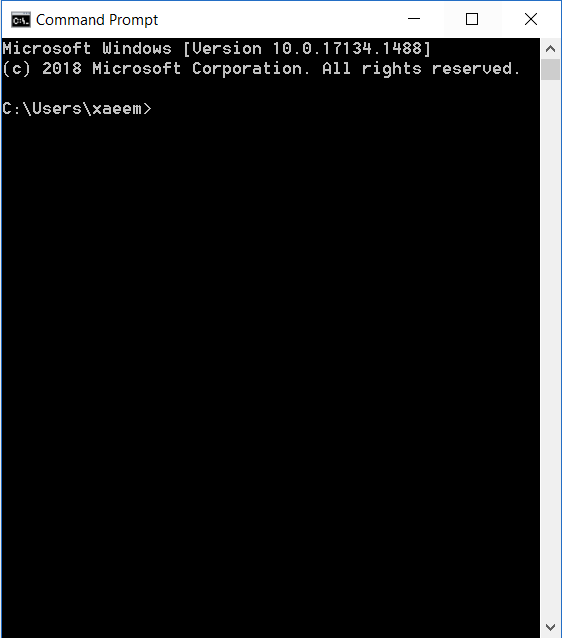 Command Prompt
Microsoft Windows [Version 10.0.17134.1488]
(c) 2018 Microsoft Corporation. All rights reserved.
C:\Users\xaeem>